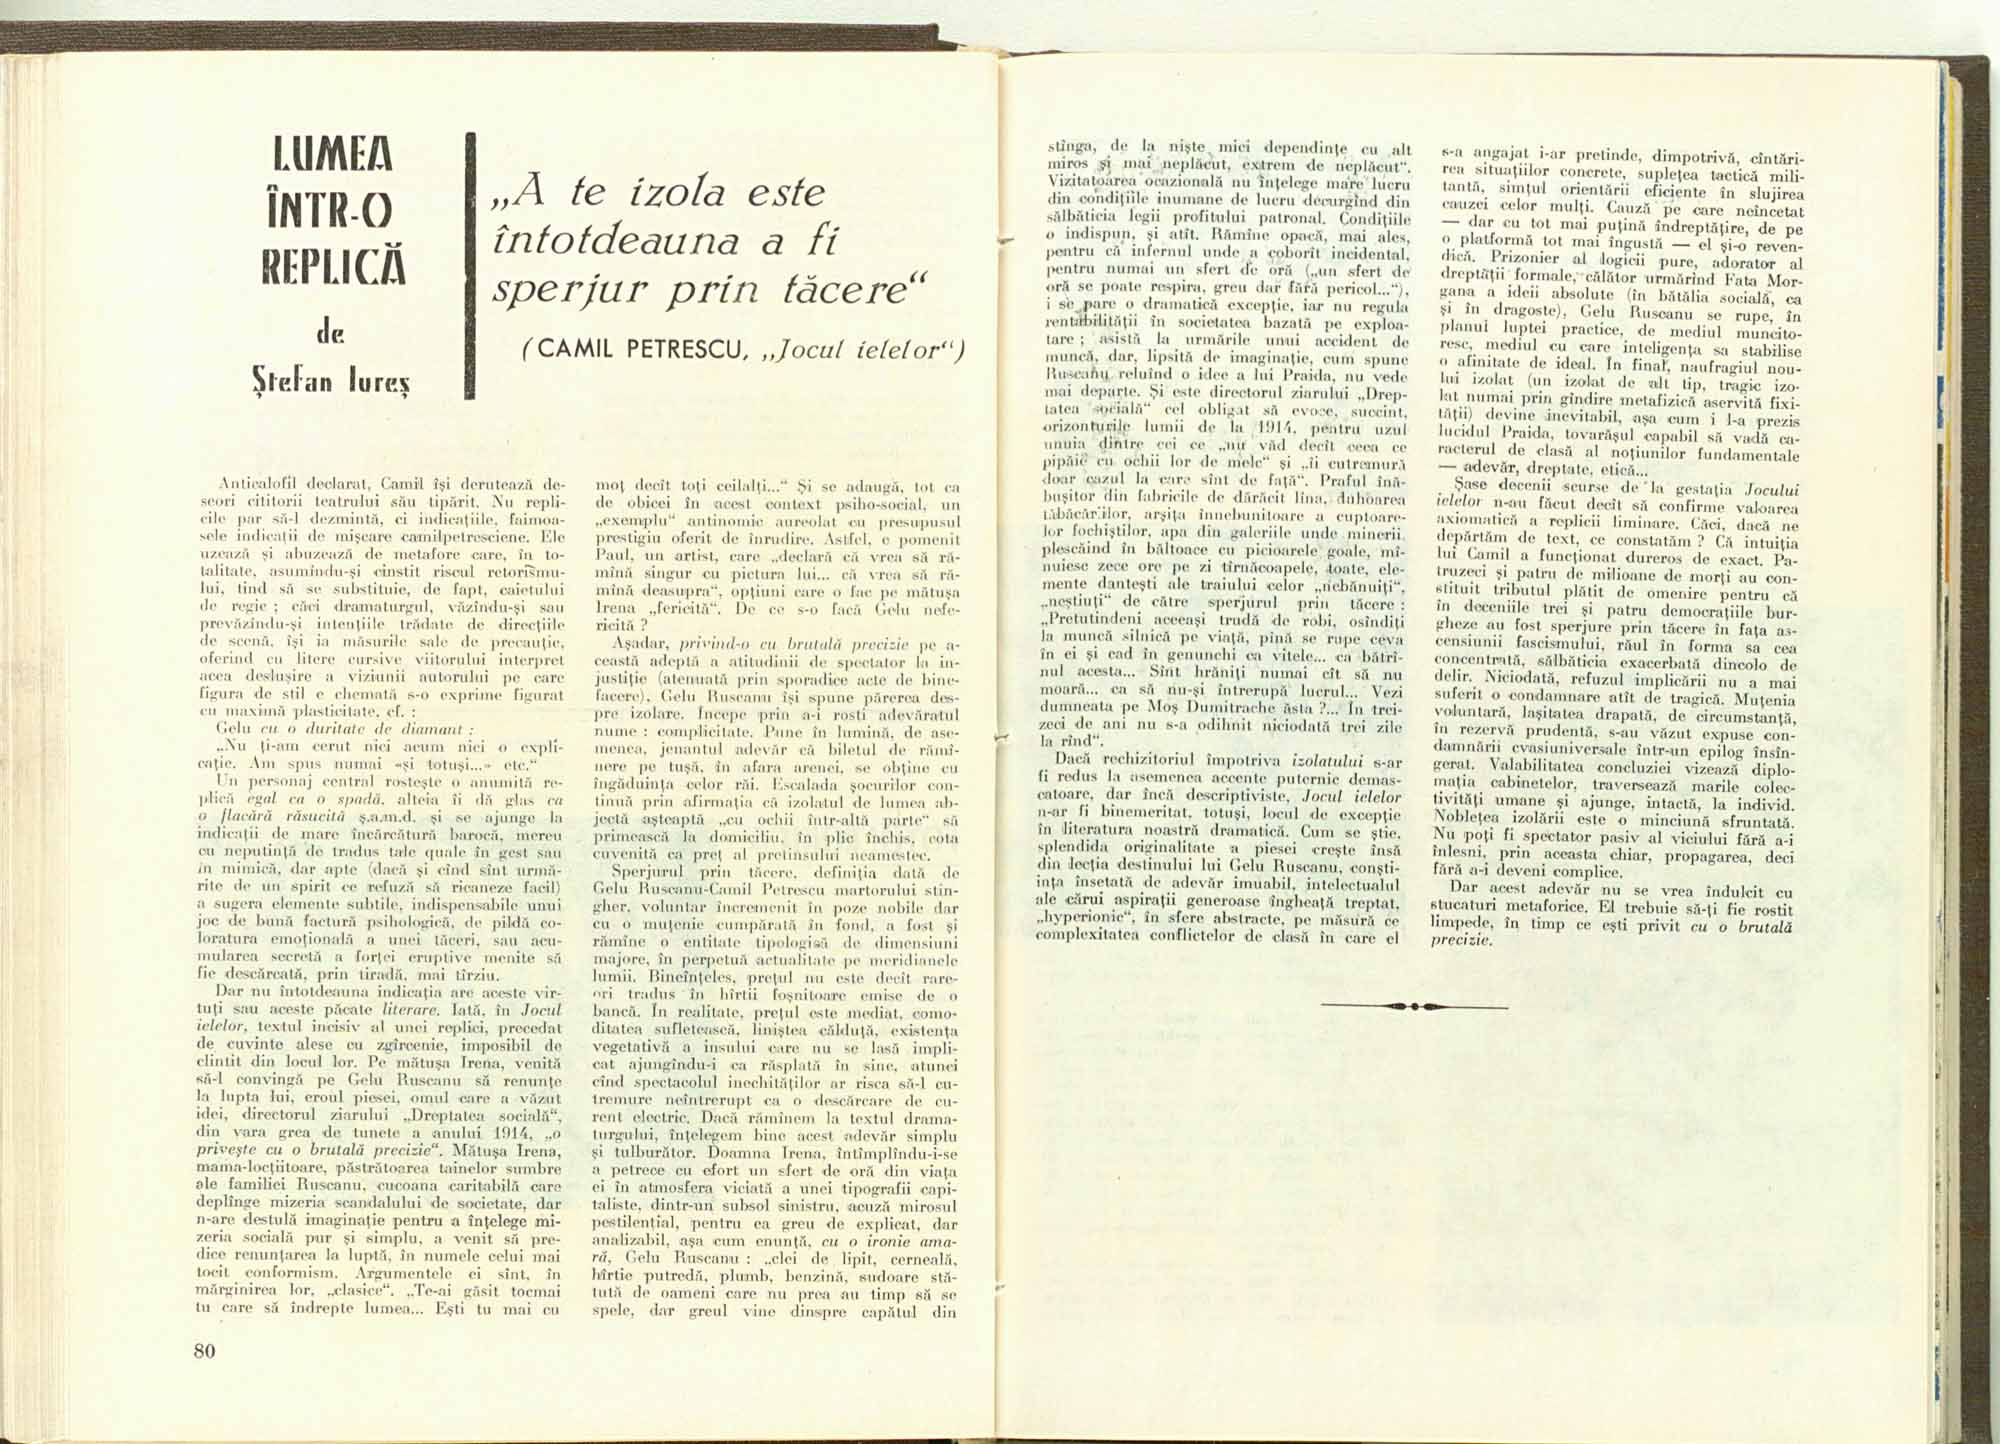 LUMEA
ÎNTR-O
REPLICĂ
de
Ștefan Iureș
„A te izola este
întotdeauna a fi
sperjur prin tăcere“
(CAMIL PETRESCU, „Jocul ielelor“)
Anticalofil declarat, Camil își derutează de-
seori cititorii teatrului său tipărit. Nu repli-
cile par să-l dezmintă, ci indicațiile, faimoa-
sele indicații de mișcare camilpetresciene. Ele
uzează și abuzează de metafore care, în to-
talitate, asumîndu-și cinstit riscul retorismu-
lui, tind să se substituie, de fapt, caietului
de regie ; căci dramaturgul, văzîndu-și sau
prevăzîndu-și intențiile trădate de direcțiile
de scenă, își ia măsurile sale de precauție,
oferind cu litere cursive viitorului interpret
acea deslușire a viziunii autorului pe care
figura de stil e chemată s-o exprime figurat
cu maximă plasticitate, cf. :
Gelu cu o duritate de diamant :
„Nu ți-am cerut nici acum nici o expli-
cație. Am spus numai «și totuși...» etc.“
Un personaj central rostește o anumită re-
plică egal ca o spadă, alteia îi dă glas ca
o flacără răsucită ș.a.m.d. și se ajunge la
indicații de mare încărcătură barocă, mereu
cu neputință de tradus tale quale în gest sau
în mimică, dar apte (dacă și cînd sînt urmă-
rite de un spirit ce refuză să ricaneze facil)
a sugera elemente subtile, indispensabile unui
joc de bună factură psihologică, de pildă co-
loratura emoțională a unei tăceri, sau acu-
mularea secretă a forței eruptive menite să
fie descărcată, prin tiradă, mai tîrziu.
Dar nu întotdeauna indicația are aceste vir-
tuți sau aceste păcate literare. Iată, în Jocul
ielelor, textul incisiv al unei replici, precedat
de cuvinte alese cu zgîrcenie, imposibil de
clintit din locul lor. Pe mătușa Irena, venită
să-l convingă pe Gelu Ruscanu să renunțe
la lupta lui, eroul piesei, omul care a văzut
idei, directorul ziarului „Dreptatea socială“,
din vara grea de tunete a anului 1914, „o
privește cu o brutală precizie“. Mătușa Irena,
mama-locțiitoare, păstrătoarea tainelor sumbre
ale familiei Ruscanu, cucoana caritabilă care
deplînge mizeria scandalului de societate, dar
n-are destulă imaginație pentru a înțelege mi-
zeria socială pur și simplu, a venit să pre-
dice renunțarea la luptă, în numele celui mai
tocit conformism. Argumentele ei sînt, în
mărginirea lor, „clasice“. „Te-ai găsit tocmai
tu care să îndrepte lumea... Ești tu mai cu
80
moț decît toți ceilalți...“ Și se adaugă, tot ca
de obicei în acest context psiho-social, un
„exemplu“ antinomic aureolat cu presupusul
prestigiu oferit de înrudire. Astfel, e pomenit
Paul, un artist, care „declară că vrea să ră-
mînă singur cu pictura lui... că vrea să ră-
mînă deasupra“, opțiuni care o fac pe mătușa
Irena „fericită“. De ce s-o facă Gelu nefe-
ricită ?
Așadar, privind-o cu brutală precizie pe a-
ceastă adeptă a atitudinii de spectator la in-
justiție (atenuată prin sporadice acte de bine-
facere), Gelu Ruscanu își spune părerea des-
pre izolare. Începe prin a-i rosti adevăratul
nume : complicitate. Pune în lumină, de ase-
menea, jenantul adevăr că biletul de rămî-
nere pe tușă, în afara arenei, se obține cu
îngăduința celor răi. Escalada șocurilor con-
tinuă prin afirmația că izolatul de lumea ab-
jectă așteaptă „cu ochii într-altă parte“ să
primească la domiciliu, în plic închis, cota
cuvenită ca preț al pretinsului neamestec.
Sperjurul prin tăcere, definiția dată de
Gelu Ruscanu-Camil Petrescu martorului stin-
gher, voluntar încremenit în poze nobile dar
cu o muțenie cumpărată în fond, a fost și
rămîne o entitate tipologică de dimensiuni
majore, în perpetuă actualitate pe meridianele
lumii. Bineînțeles, prețul nu este decît rare-
ori tradus în hîrtii foșnitoare emise de o
bancă. În realitate, prețul este mediat, como-
ditatea sufletească, liniștea călduță, existența
vegetativă a insului care nu se lasă impli-
cat ajungîndu-i ca răsplată în sine, atunci
cînd spectacolul inechităților ar risca să-l cu-
tremure neîntrerupt ca o descărcare de cu-
rent electric. Dacă rămînem la textul drama-
turgului, înțelegem bine acest adevăr simplu
și tulburător. Doamna Irena, întîmplîndu-i-se
a petrece cu efort un sfert de oră din viața
ei în atmosfera viciată a unei tipografii capi-
taliste, dintr-un subsol sinistru, acuză mirosul
pestilențial, pentru ea greu de explicat, dar
analizabil, așa cum enunță, cu o ironie ama-
ră, Gelu Ruscanu : „clei de lipit, cerneală,
hîrtie putredă, plumb, benzină, sudoare stă-
tută de oameni care nu prea au timp să se
spele, dar greul vine dinspre capătul din
stînga, de la niște mici dependințe cu alt
miros și mai neplăcut, extrem de neplăcut“.
Vizitatoarea ocazională nu înțelege mare lucru
din condițiile inumane de lucru decurgînd din
sălbăticia legii profitului patronal. Condițiile
o indispun, și atît. Rămîne opacă, mai ales,
pentru că infernul unde a coborît incidental,
pentru numai un sfert de oră („un sfert de
oră se poate respira, greu dar fără pericol...“),
i se pare o dramatică excepție, iar nu regula
rentabilității în societatea bazată pe exploa-
tare ; asistă la urmările unui accident de
muncă, dar, lipsită de imaginație, cum spune
Ruscanu, reluînd o idee a lui Praida, nu vede
mai departe. Și este directorul ziarului „Drep-
tatea socială“ cel obligat să evoce, succint,
orizonturile lumii de la 1914, pentru uzul
unuia dintre cei ce „nu văd decît ceea ce
pipăie cu ochii lor de melc“ și „îi cutremură
doar cazul la care sînt de față“. Praful înă-
bușitor din fabricile de dărăcit lîna, duhoarea
tăbăcăriilor, arșița înnebunitoare a cuptoare-
lor fochiștilor, apa din galeriile unde minerii,
plescăind în băltoace cu picioarele goale, mî-
nuiesc zece ore pe zi tîrnăcoapele, toate, ele-
mente dantești ale traiului celor „nebănuiți“,
„neștiuți“ de către sperjurul prin tăcere :
„Pretutindeni aceeași trudă de robi, osîndiți
la muncă silnică pe viață, pînă se rupe ceva
în ei și cad în genunchi ca vitele... ca bătrî-
nul acesta... Sînt hrăniți numai cît să nu
moară... ca să nu-și întrerupă lucrul... Vezi
dumneata pe Moș Dumitrache ăsta ?... În trei-
zeci de ani nu s-a odihnit niciodată trei zile
la rînd“.
Dacă rechizitoriul împotriva izolatului s-ar
fi redus la asemenea accente puternic demas-
catoare, dar încă descriptiviste, Jocul ielelor
n-ar fi binemeritat, totuși, locul de excepție
în literatura noastră dramatică. Cum se știe,
splendida originalitate a piesei crește însă
din lecția destinului lui Gelu Ruscanu, conști-
ința însetată de adevăr imuabil, intelectualul
ale cărui aspirații generoase îngheață treptat,
„hyperionic“, în sfere abstracte, pe măsură ce
complexitatea conflictelor de clasă în care el
s-a angajat i-ar pretinde, dimpotrivă, cîntări-
rea situațiilor concrete, suplețea tactică mili-
tantă, simțul orientării eficiente în slujirea
cauzei celor mulți. Cauză pe care neîncetat
— dar cu tot mai puțină îndreptățire, de pe
o platformă tot mai îngustă — el și-o reven-
dică. Prizonier al logicii pure, adorator al
dreptății formale, călător urmărind Fata Mor-
gana a ideii absolute (în bătălia socială, ca
și în dragoste), Gelu Ruscanu se rupe, în
planul luptei practice, de mediul muncito-
resc, mediul cu care inteligența sa stabilise
o afinitate de ideal. În final, naufragiul nou-
lui izolat (un izolat de alt tip, tragic izo-
lat numai prin gîndire metafizică aservită fixi-
tății) devine inevitabil, așa cum i l-a prezis
lucidul Praida, tovarășul capabil să vadă ca-
racterul de clasă al noțiunilor fundamentale
— adevăr, dreptate, etică...
Șase decenii scurse de la gestația Jocului
ielelor n-au făcut decît să confirme valoarea
axiomatică a replicii liminare. Căci, dacă ne
depărtăm de text, ce constatăm ? Că intuiția
lui Camil a funcționat dureros de exact. Pa-
truzeci și patru de milioane de morți au con-
stituit tributul plătit de omenire pentru că
în deceniile trei și patru democrațiile bur-
gheze au fost sperjure prin tăcere în fața as-
censiunii fascismului, răul în forma sa cea
concentrată, sălbăticia exacerbată dincolo de
delir. Niciodată, refuzul implicării nu a mai
suferit o condamnare atît de tragică. Muțenia
voluntară, lașitatea drapată, de circumstanță,
în rezervă prudentă, s-au văzut expuse con-
damnării cvasiuniversale într-un epilog însîn-
gerat. Valabilitatea concluziei vizează diplo-
mația cabinetelor, traversează marile colec-
tivități umane și ajunge, intactă, la individ.
Noblețea izolării este o minciună sfruntată.
Nu poți fi spectator pasiv al viciului fără a-i
înlesni, prin aceasta chiar, propagarea, deci
fără a-i deveni complice.
Dar acest adevăr nu se vrea îndulcit cu
stucaturi metaforice. El trebuie să-ți fie rostit
limpede, în timp ce ești privit cu o brutală
precizie.